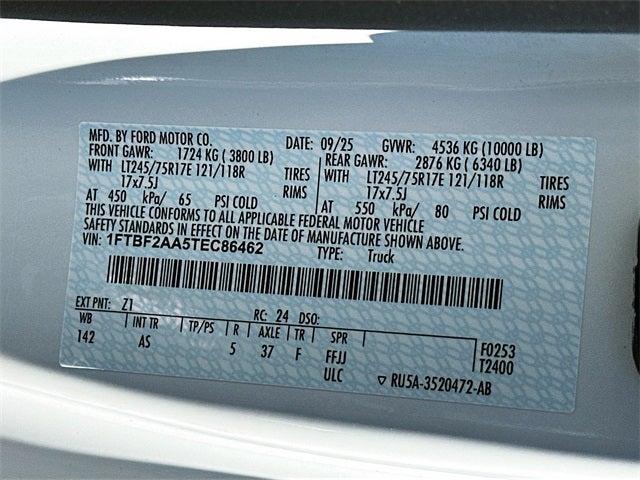 MFD. BY FORD MOTOR CO. DATE: 09/25 GVWR: 4536 KG (10000 LB)
FRONT GAWR: 1724 KG ( 3800 LB) REAR GAWR: 2876 KG ( 6340 LB)
WITH LT245/75R17E 121/118R TIRES WITH LT245/75R17E 121/118R TIRES
17x7.5J RIMS 17x7.5J RIMS
AT 450 kPa/ 65 PSI COLD AT 550 kPa/ 80 PSI COLD
THIS VEHICLE CONFORMS TO ALL APPLICABLE FEDERAL MOTOR VEHICLE
SAFETY STANDARDS IN EFFECT ON THE DATE OF MANUFACTURE SHOWN ABOVE.
VIN: 1FTBF2AA5TEC86462 TYPE: Truck
EXT PNT: Z1 RC: 24 DSO:
WB INT TR TP/PS R AXLE TR SPR F0253
142 AS 5 37 F FFJJ T2400
ULC RU5A-3520472-AB